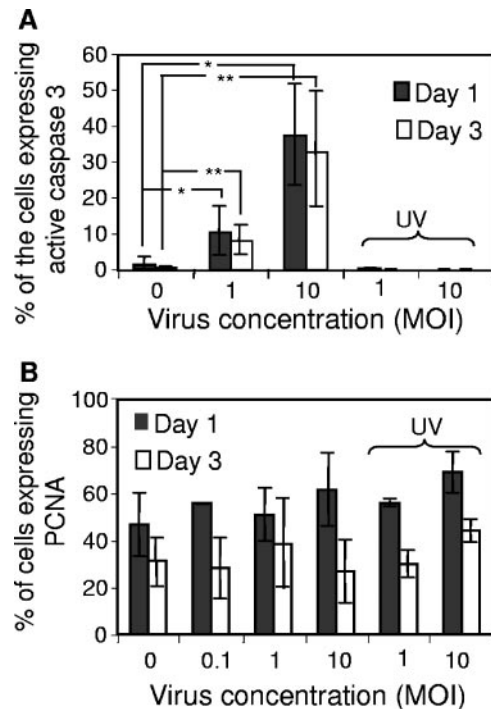 A
% of the cells expressing
active caspase 3
60
50
40
30
20
10
0
*
**
**
*
Day 1
Day 3
UV
0 1 10 1 10
Virus concentration (MOI)
B
% of cells expressing
PCNA
100
80
60
40
20
0
Day 1
Day 3
UV
0 0.1 1 10 1 10
Virus concentration (MOI)